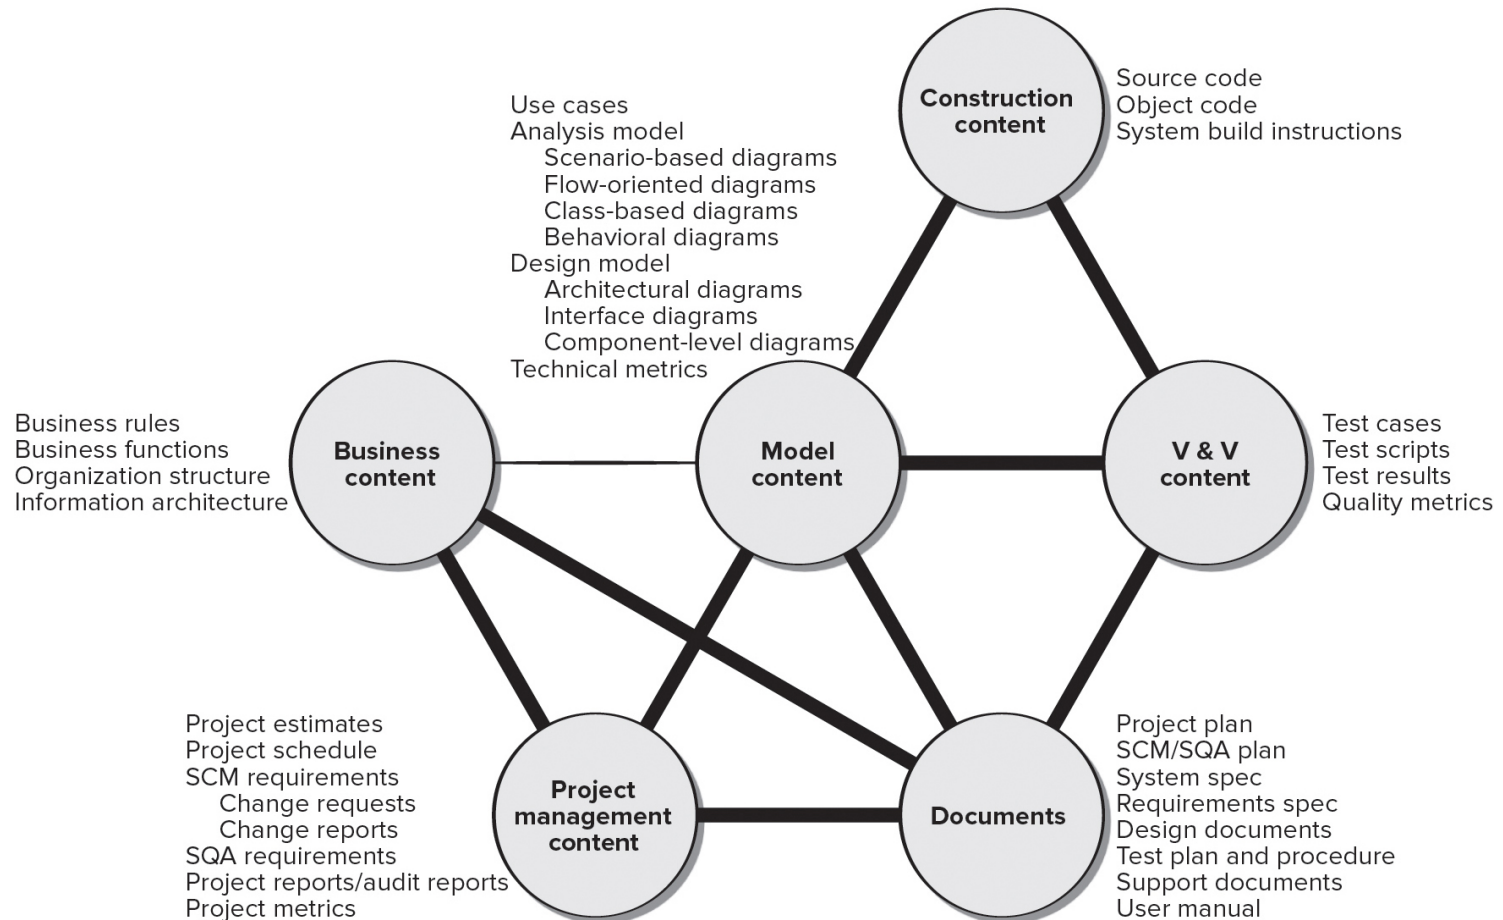 Construction
content
Source code
Object code
System build instructions
Use cases
Analysis model
Scenario-based diagrams
Flow-oriented diagrams
Class-based diagrams
Behavioral diagrams
Design model
Architectural diagrams
Interface diagrams
Component-level diagrams
Technical metrics
Business rules
Business functions
Organization structure
Information architecture
Business
content
Model
content
V & V
content
Test cases
Test scripts
Test results
Quality metrics
Project estimates
Project schedule
SCM requirements
Change requests
Change reports
SQA requirements
Project reports/audit reports
Project metrics
Project
management
content
Documents
Project plan
SCM/SQA plan
System spec
Requirements spec
Design documents
Test plan and procedure
Support documents
User manual